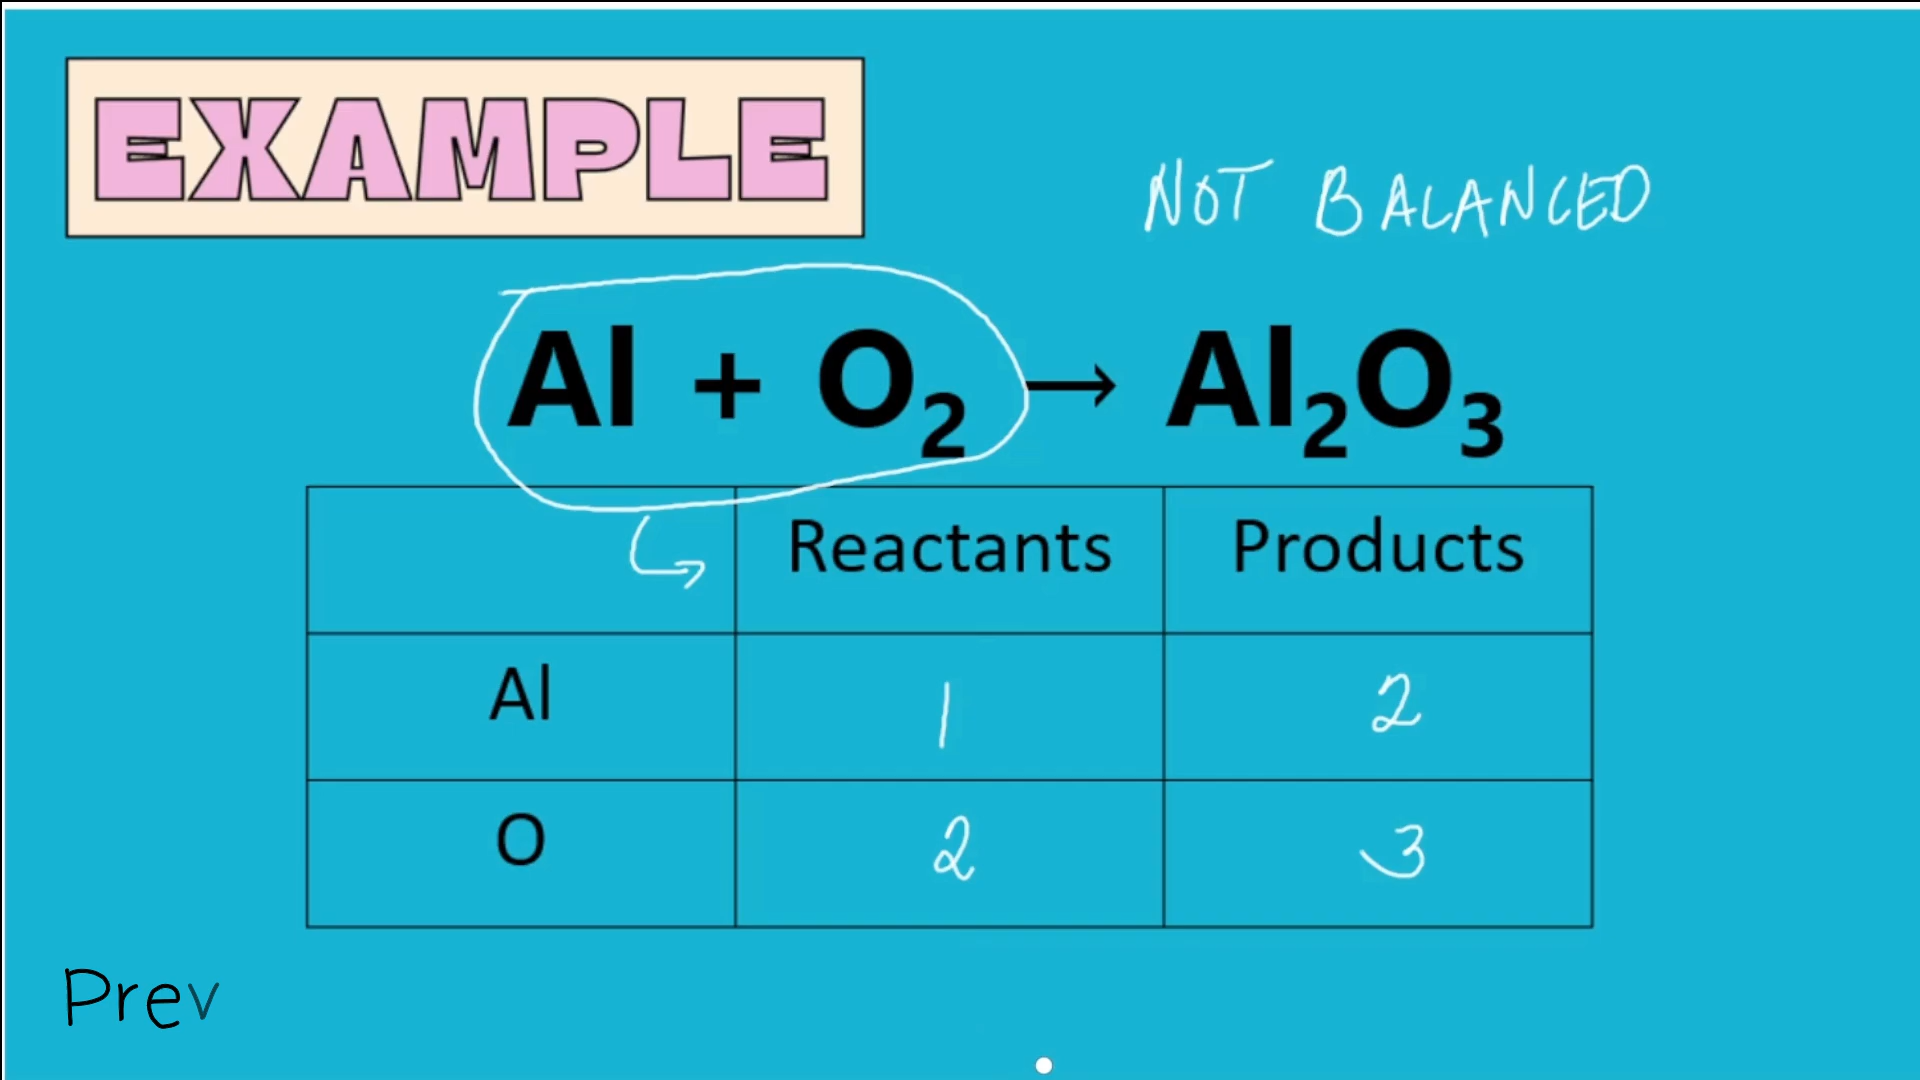 EXAMPLE
NOT BALANCED
Al + O₂ → Al₂O₃
Reactants Products
Al 1 2
O 2 3
Prev